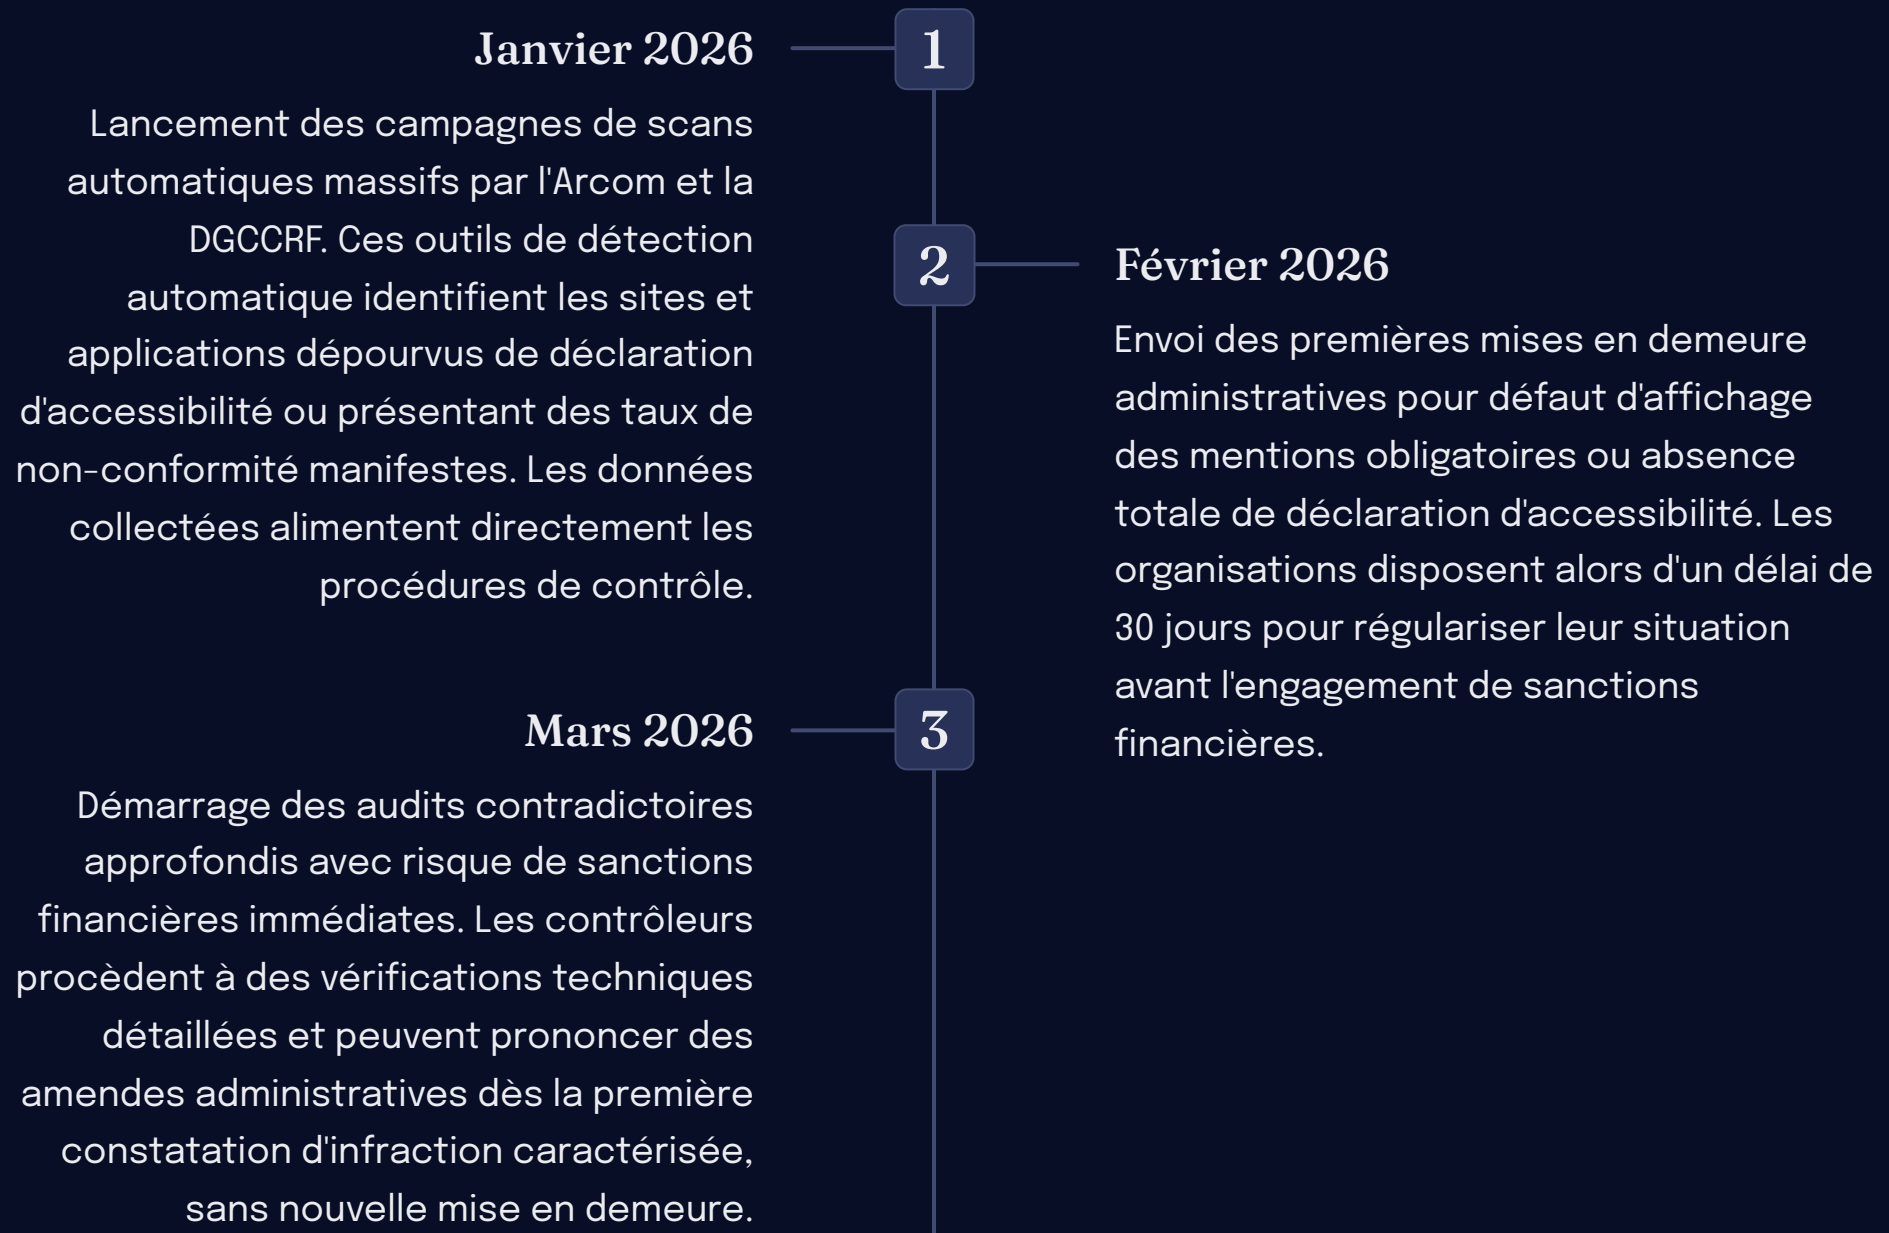 Janvier 2026
1
Lancement des campagnes de scans
automatiques massifs par l'Arcom et la
DGCCRF. Ces outils de détection
automatique identifient les sites et
applications dépourvus de déclaration
d'accessibilité ou présentant des taux de
non-conformité manifestes. Les données
collectées alimentent directement les
procédures de contrôle.
2
Février 2026
Envoi des premières mises en demeure
administratives pour défaut d'affichage
des mentions obligatoires ou absence
totale de déclaration d'accessibilité. Les
organisations disposent alors d'un délai de
30 jours pour régulariser leur situation
avant l'engagement de sanctions
financières.
Mars 2026
3
Démarrage des audits contradictoires
approfondis avec risque de sanctions
financières immédiates. Les contrôleurs
procèdent à des vérifications techniques
détaillées et peuvent prononcer des
amendes administratives dès la première
constatation d'infraction caractérisée,
sans nouvelle mise en demeure.